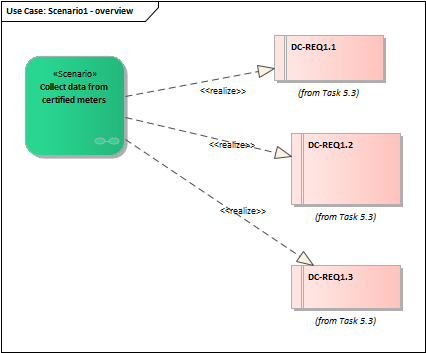 Use Case: Scenario1 - overview
«Scenario»
Collect data from
certified meters
DC-REQ1.1
<<realize>>
(from Task 5.3)
DC-REQ1.2
<<realize>>
(from Task 5.3)
<<realize>>
DC-REQ1.3
(from Task 5.3)